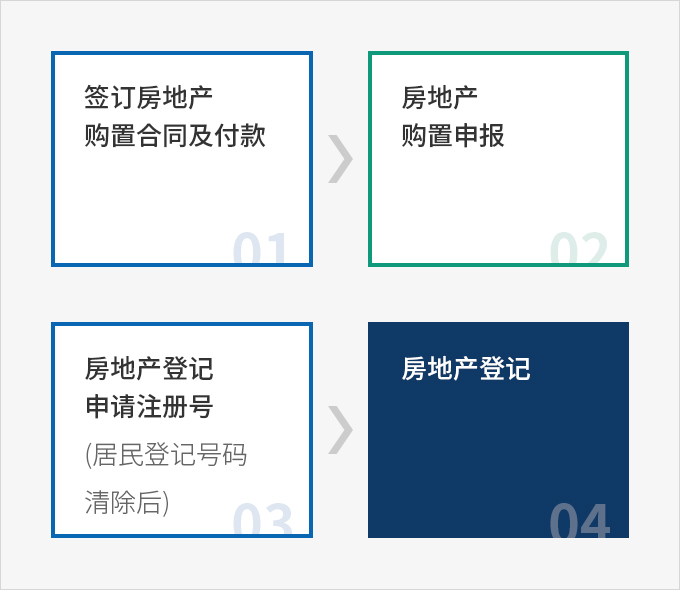 签订房地产
购置合同及付款
01
房地产
购置申报
02
房地产登记
申请注册号
(居民登记号码
清除后)
03
房地产登记
04